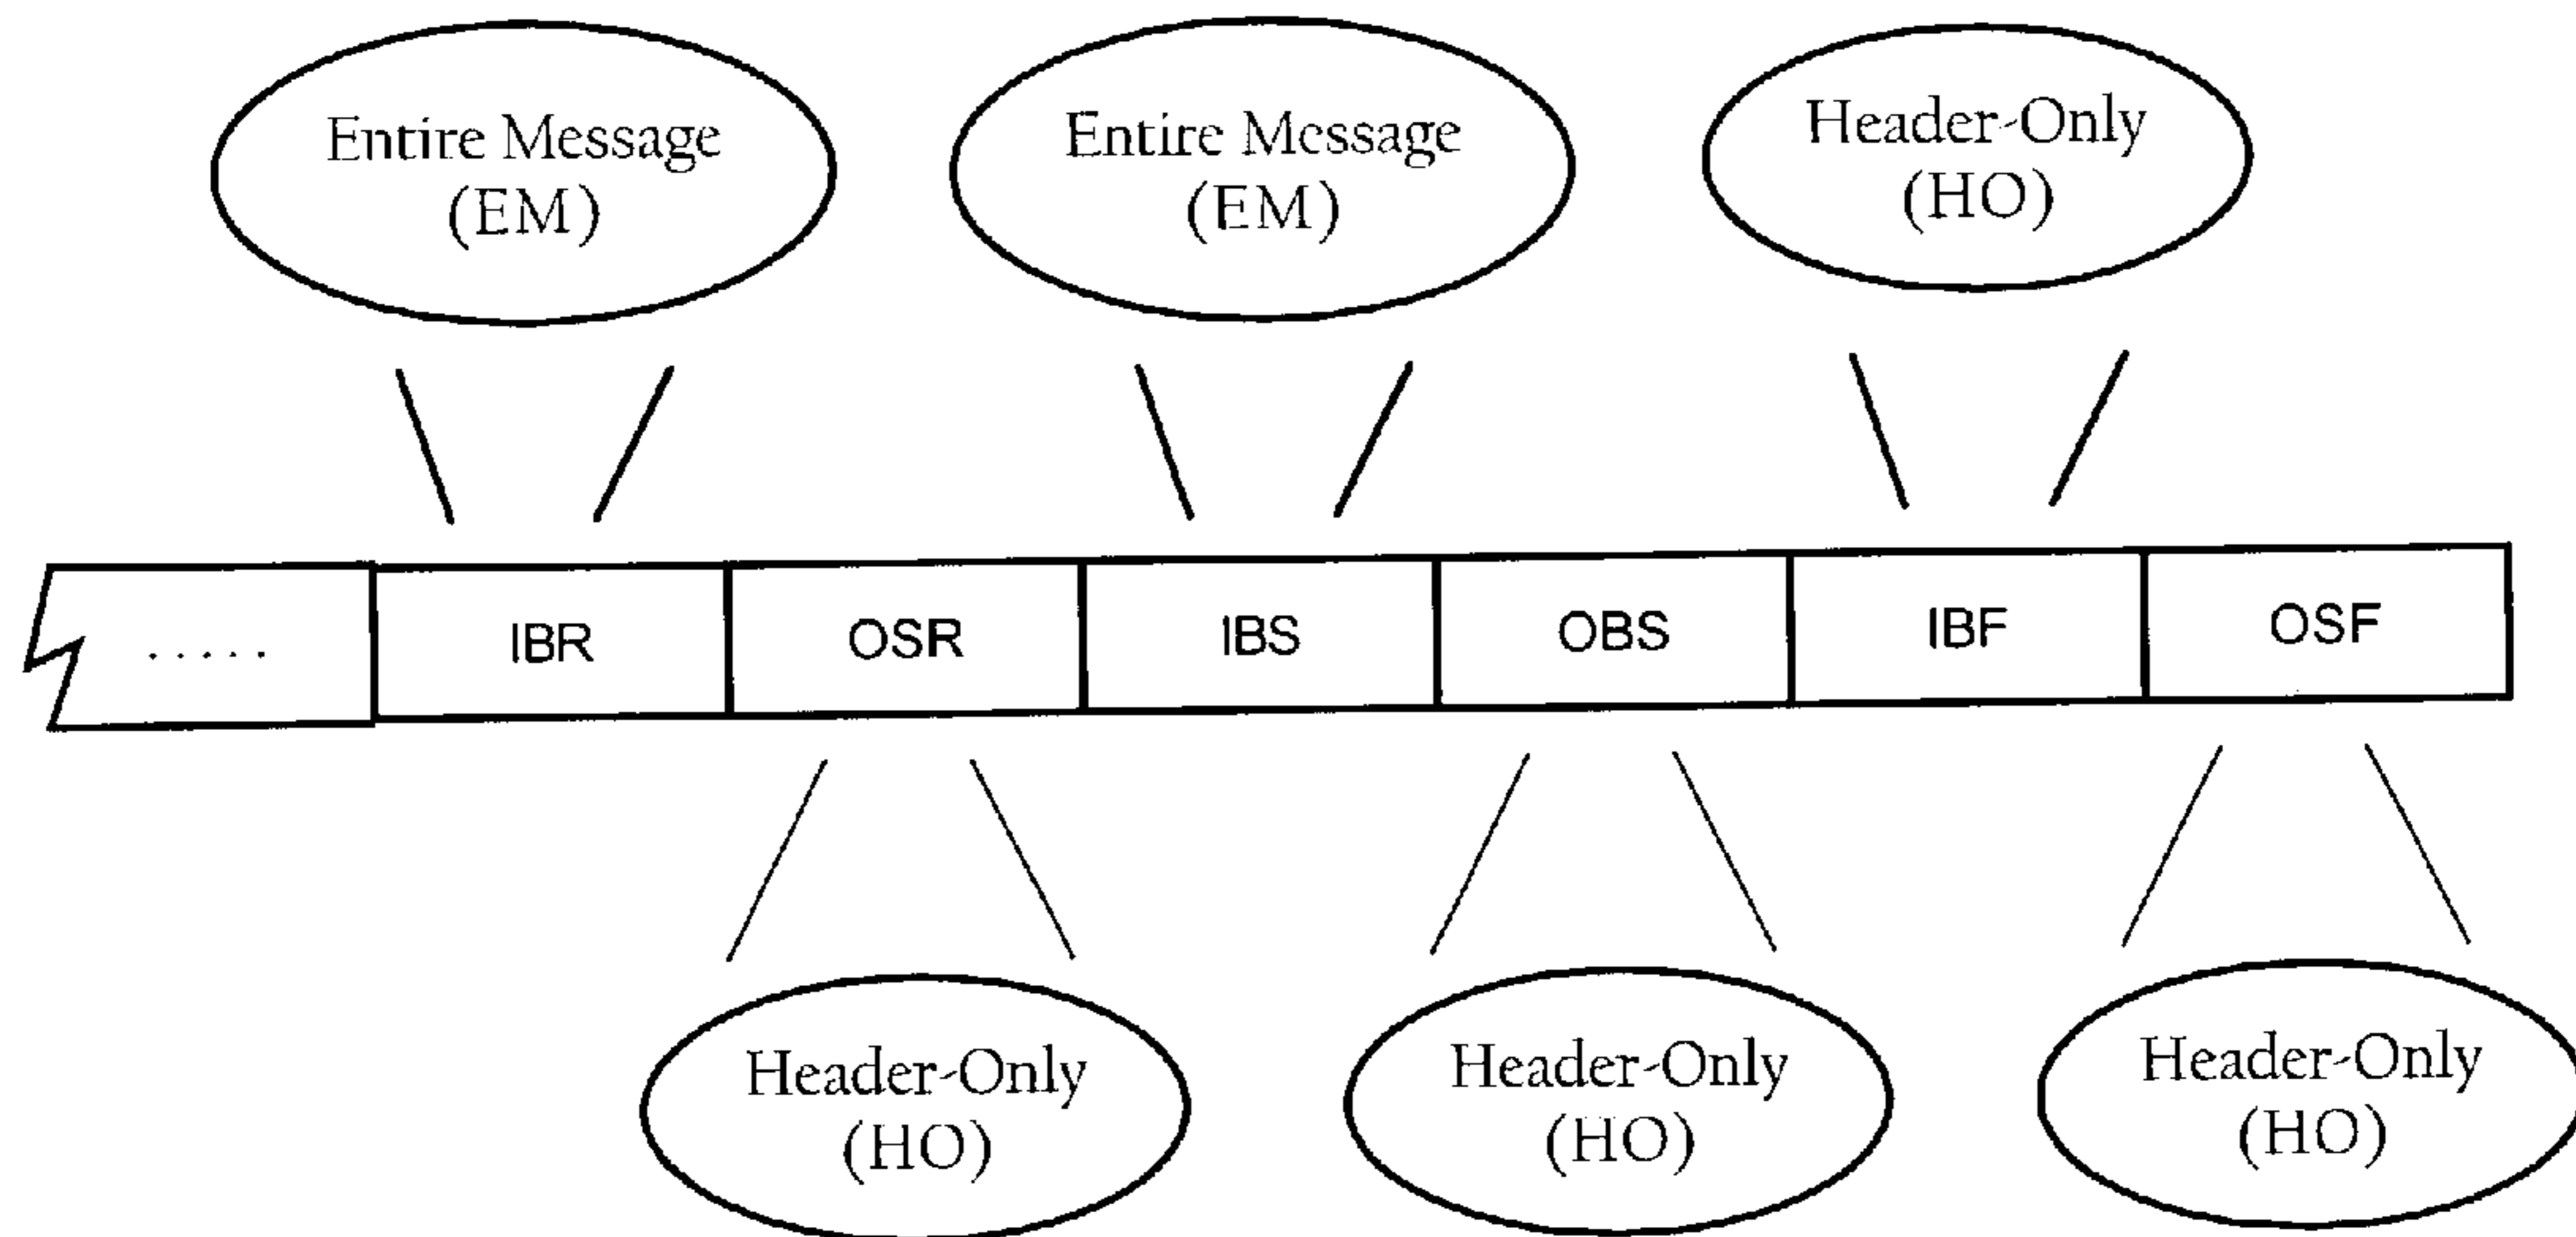 Entire Message
(EM)
Entire Message
(EM)
Header-Only
(HO)
..... IBR OSR IBS OBS IBF OSF
Header-Only
(HO)
Header-Only
(HO)
Header-Only
(HO)